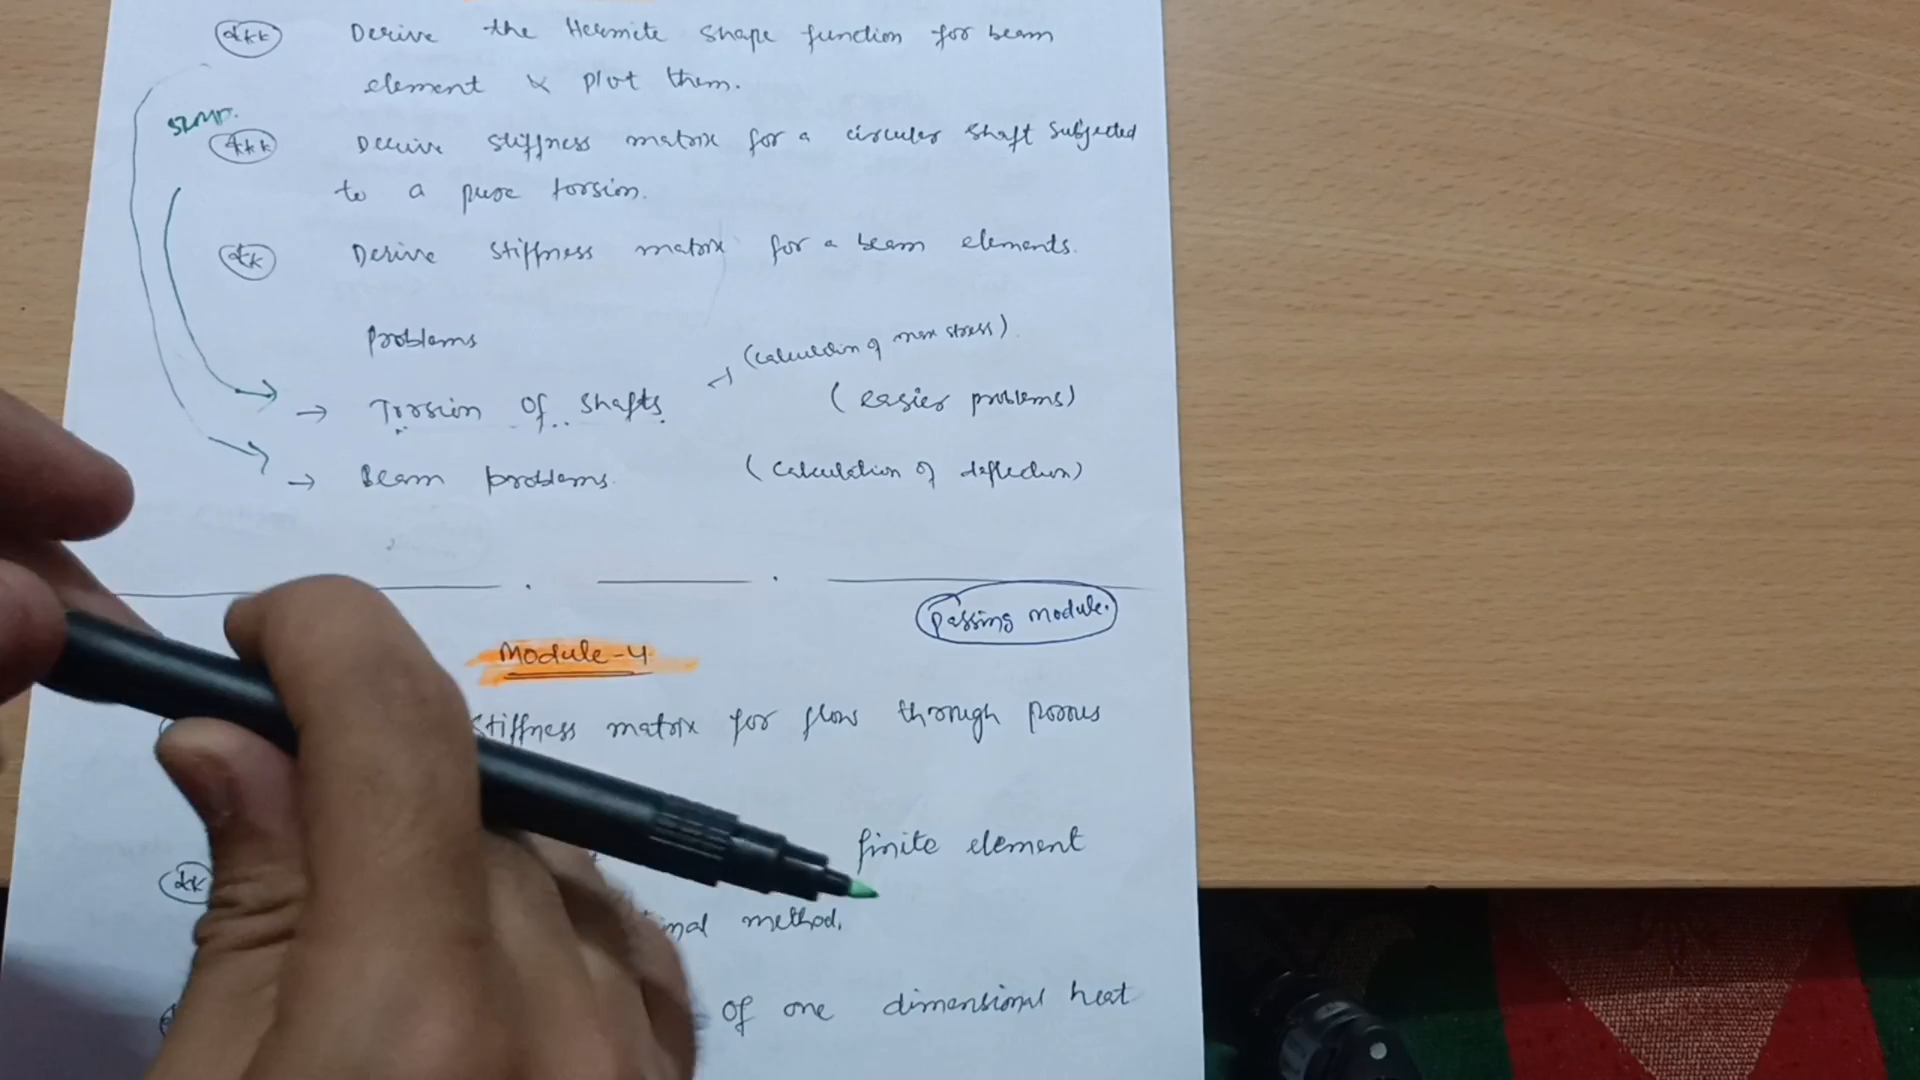 Derive the Hermite shape function for beam
element & plot them.
Derive stiffness matrix for a circular shaft subjected
to a pure torsion.
Derive stiffness matrix for a beam elements.
Problems
(Calculation of max stress).
→ Torsion of shafts (easier problems)
→ Beam problems. (Calculation of deflection)
Passing module.
Module-4
stiffness matrix for flow through porous
finite element
method.
of one dimensional heat